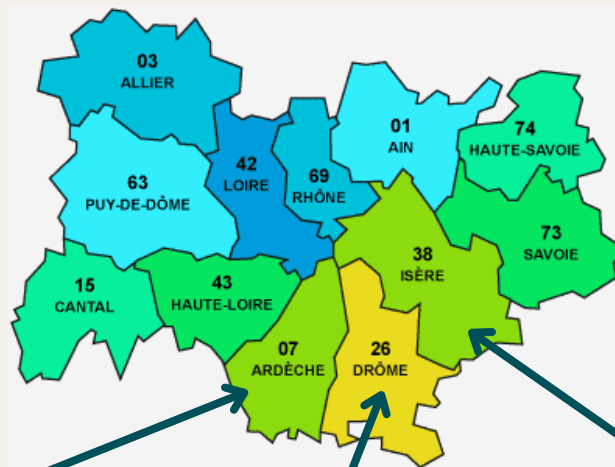 03
ALLIER
01
AIN
74
HAUTE-SAVOIE
42
LOIRE
69
RHÔNE
63
PUY-DE-DÔME
38
ISÈRE
73
SAVOIE
15
CANTAL
43
HAUTE-LOIRE
07
ARDÈCHE
26
DRÔME